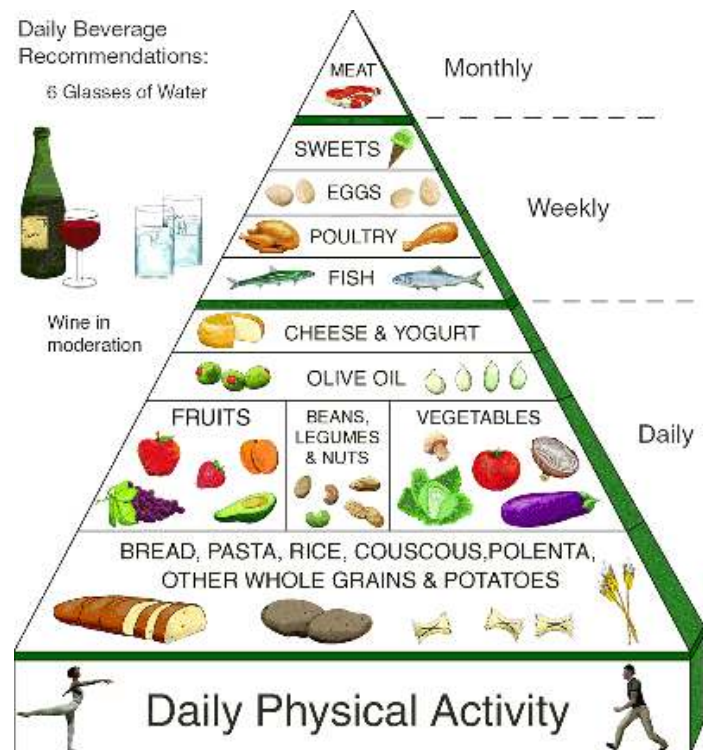 Daily Beverage
Recommendations:
6 Glasses of Water
Wine in
moderation
MEAT
Monthly
SWEETS
EGGS
Weekly
POULTRY
FISH
CHEESE & YOGURT
OLIVE OIL
FRUITS
BEANS,
LEGUMES
& NUTS
VEGETABLES
Daily
BREAD, PASTA, RICE, COUSCOUS,POLENTA,
OTHER WHOLE GRAINS & POTATOES
Daily Physical Activity